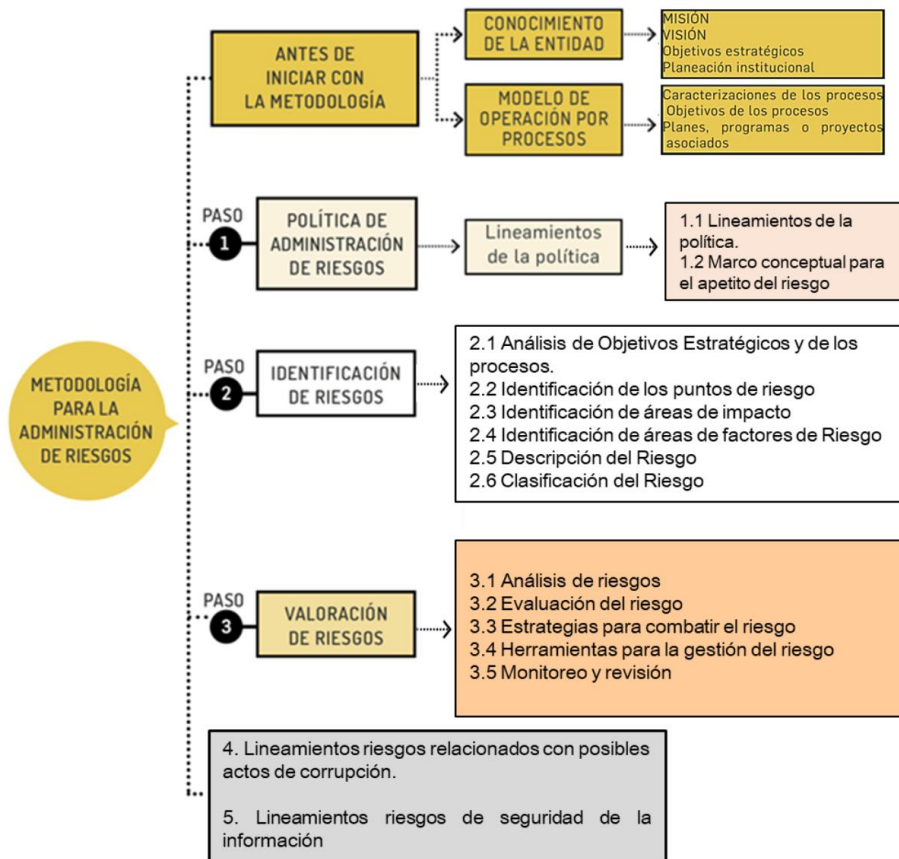 METODOLOGÍA
PARA LA
ADMINISTRACIÓN
DE RIESGOS
ANTES DE
INICIAR CON
LA METODOLOGÍA
CONOCIMIENTO
DE LA ENTIDAD
MISIÓN
VISIÓN
Objetivos estratégicos
Planeación institucional
MODELO DE
OPERACIÓN POR
PROCESOS
Caracterizaciones de los procesos
Objetivos de los procesos
Planes, programas o proyectos
asociados
PASO
1
POLÍTICA DE
ADMINISTRACIÓN
DE RIESGOS
Lineamientos
de la política
1.1 Lineamientos de la
política.
1.2 Marco conceptual para
el apetito del riesgo
PASO
2
IDENTIFICACIÓN
DE RIESGOS
2.1 Análisis de Objetivos Estratégicos y de los
procesos.
2.2 Identificación de los puntos de riesgo
2.3 Identificación de áreas de impacto
2.4 Identificación de áreas de factores de Riesgo
2.5 Descripción del Riesgo
2.6 Clasificación del Riesgo
PASO
3
VALORACIÓN
DE RIESGOS
3.1 Análisis de riesgos
3.2 Evaluación del riesgo
3.3 Estrategias para combatir el riesgo
3.4 Herramientas para la gestión del riesgo
3.5 Monitoreo y revisión
4. Lineamientos riesgos relacionados con posibles
actos de corrupción.
5. Lineamientos riesgos de seguridad de la
información